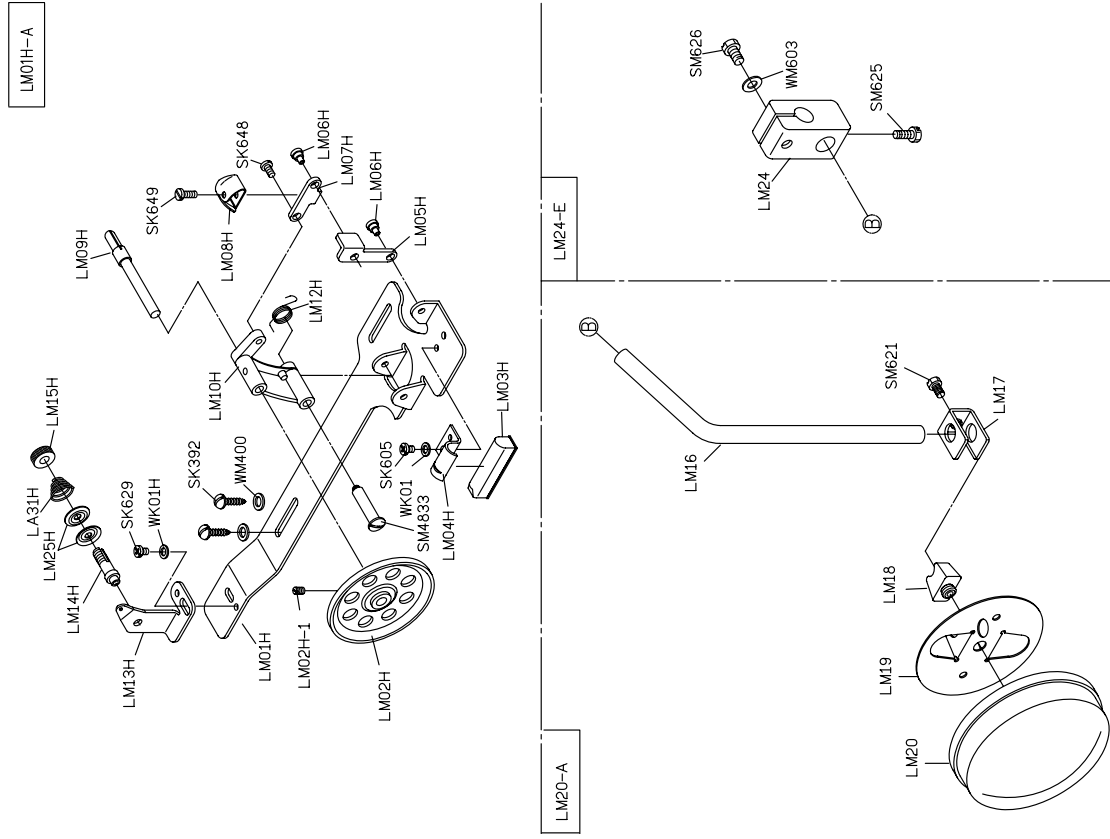 LM01H-A
SK648
LM06H
LM07H
LM06H
LM05H
SK649
LM08H
LM09H
LM12H
LM10H
LM03H
LM15H
LA31H
LM25H
LM14H
LM13H
SK629
WK01H
SK392
WM400
SK605
WK01
LM04H
SM4833
LM01H
LM02H-1
LM02H
SM626
WM603
SM625
LM24
B
LM24-E
B
SM621
LM17
LM16
LM18
LM19
LM20
LM20-A